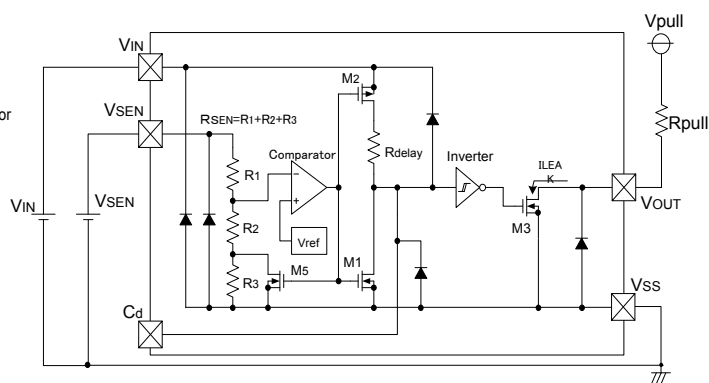 Vpull
VIN
M2
or
VSEN
RSEN=R1+R2+R3
Rpull
Comparator
Rdelay
Inverter
ILEA
K
R1
−
+
VOUT
VIN
VSEN
R2
Vref
M3
M5
M1
R3
VSS
Cd